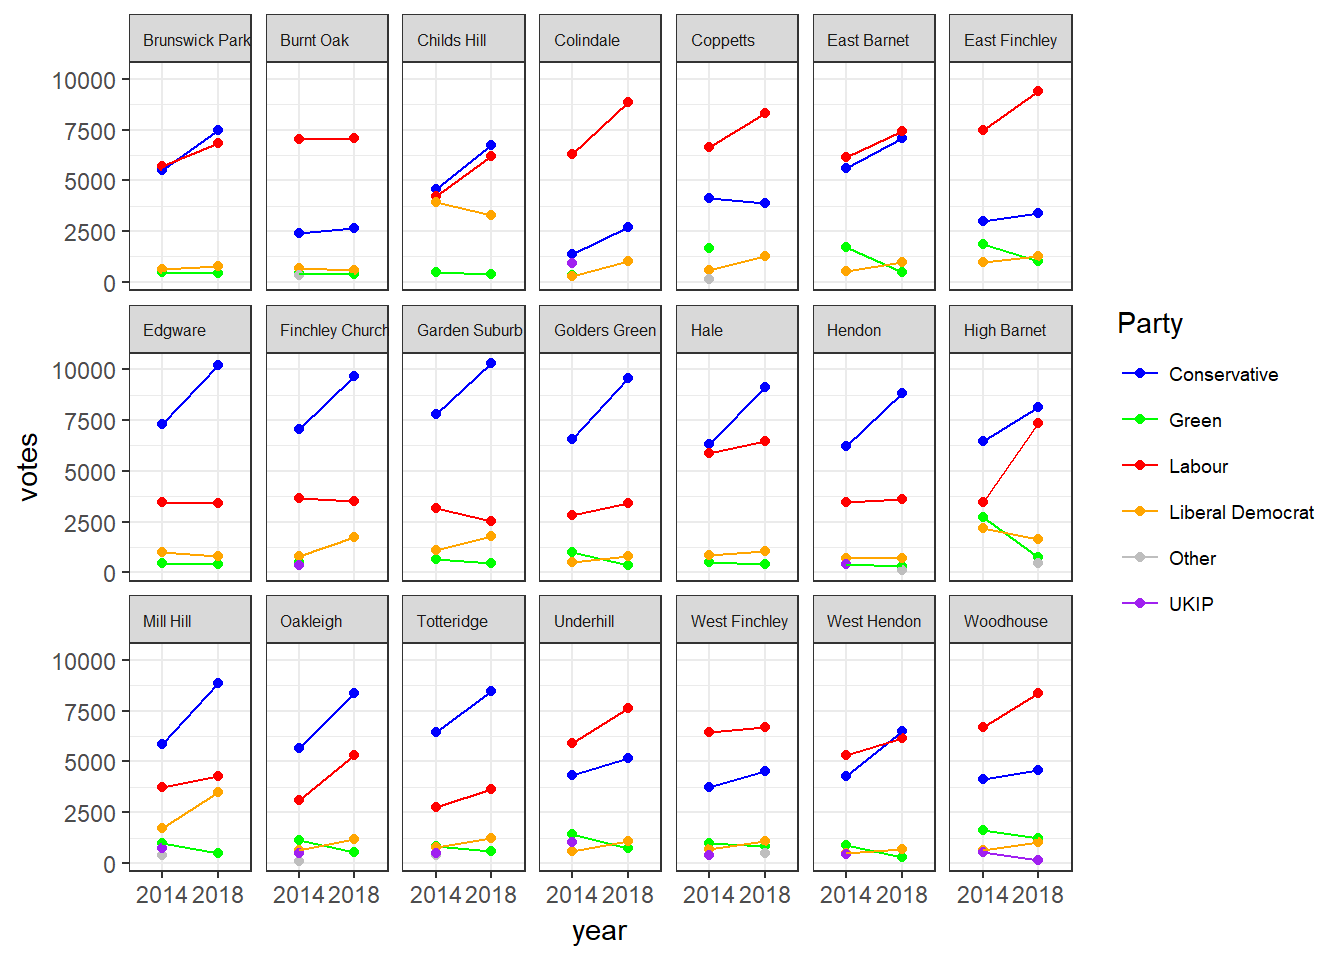 Brunswick Park Burnt Oak Childs Hill Colindale Coppetts East Barnet East Finchley
10000
7500
5000
2500
0
Edgware Finchley Church Garden Suburb Golders Green Hale Hendon High Barnet
10000
7500
5000
2500
0
Mill Hill Oakleigh Totteridge Underhill West Finchley West Hendon Woodhouse
10000
7500
5000
2500
0
2014 2018 2014 2018 2014 2018 2014 2018 2014 2018 2014 2018 2014 2018
year
votes
Party
Conservative
Green
Labour
Liberal Democrat
Other
UKIP